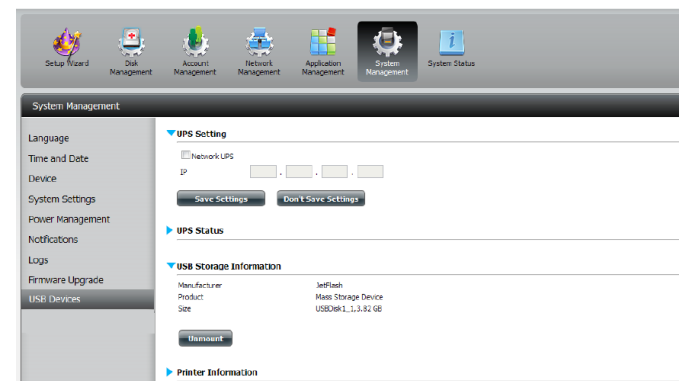 Setup Wizard
Disk Management
Account Management
Network Management
Application Management
System Management
System Status
System Management
Language
Time and Date
Device
System Settings
Power Management
Notifications
Logs
Firmware Upgrade
USB Devices
UPS Setting
Network UPS
IP . . .
Save Settings Don't Save Settings
UPS Status
USB Storage Information
Manufacturer JetFlash
Product Mass Storage Device
Size USBDisk1_1,3.82 GB
Unmount
Printer Information